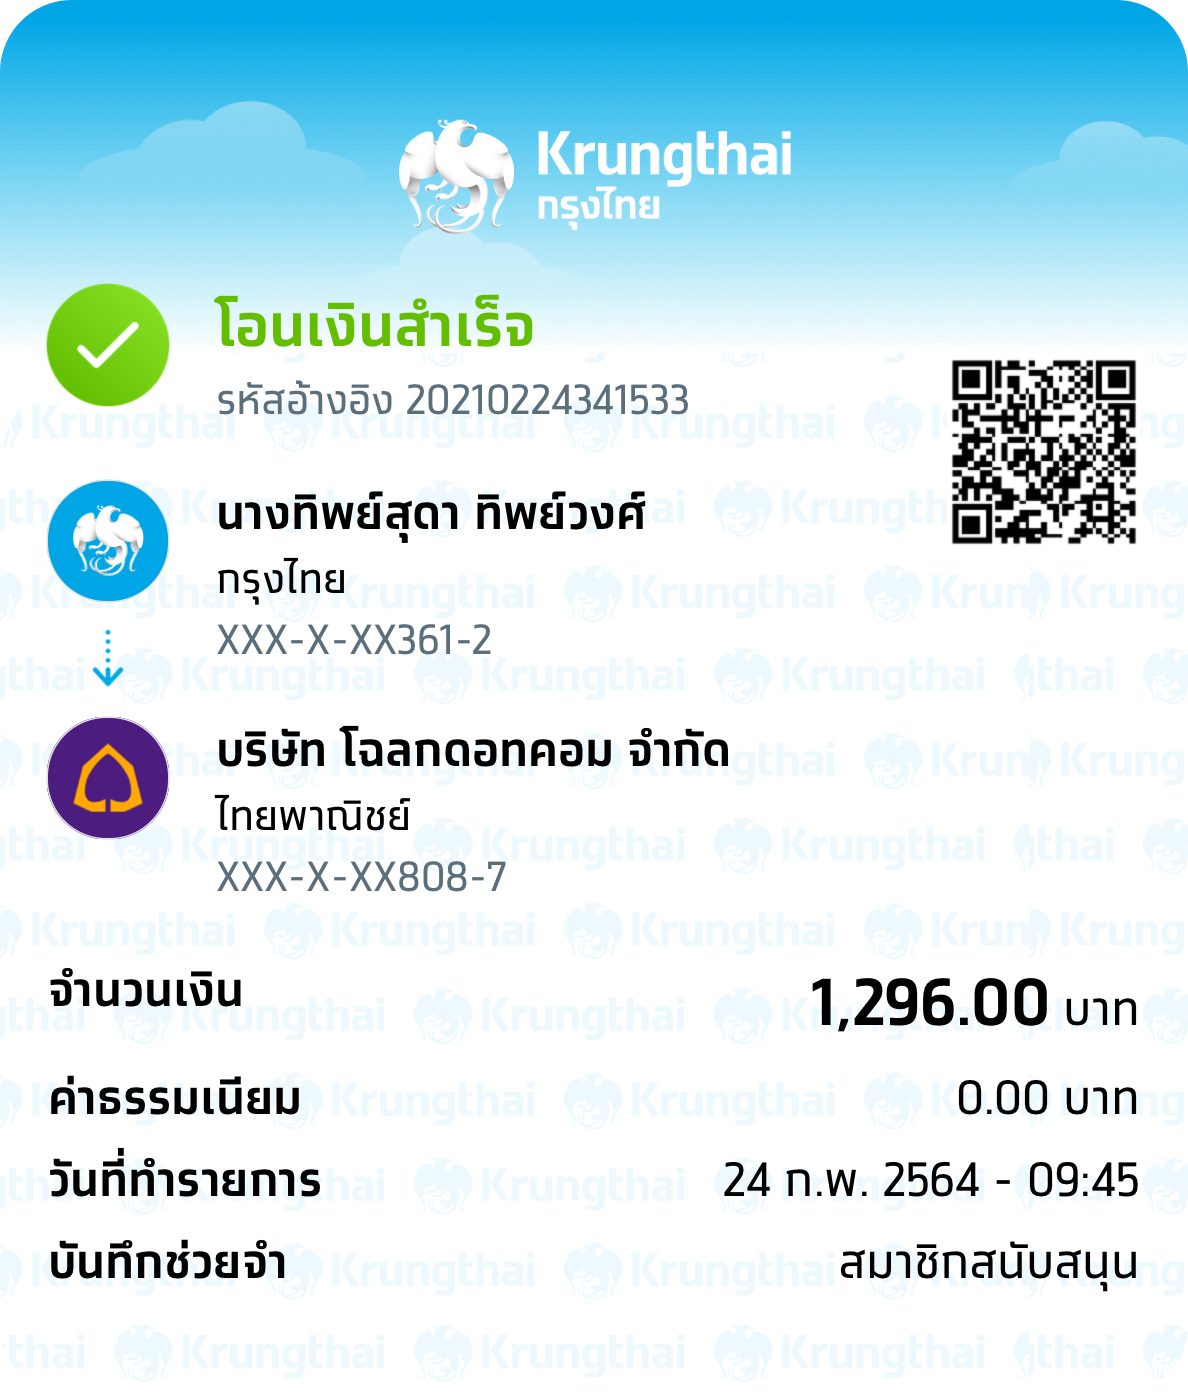 Krungthai
กรุงไทย
โอนเงินสำเร็จ
รหัสอ้างอิง 20210224341533
นางทิพย์สุดา ทิพย์วงศ์
กรุงไทย
XXX-X-XX361-2
บริษัท โฉลกดอทคอม จำกัด
ไทยพาณิชย์
XXX-X-XX808-7
จำนวนเงิน 1,296.00 บาท
ค่าธรรมเนียม 0.00 บาท
วันที่ทำรายการ 24 ก.พ. 2564 - 09:45
บันทึกช่วยจำ สมาชิกสนับสนุน